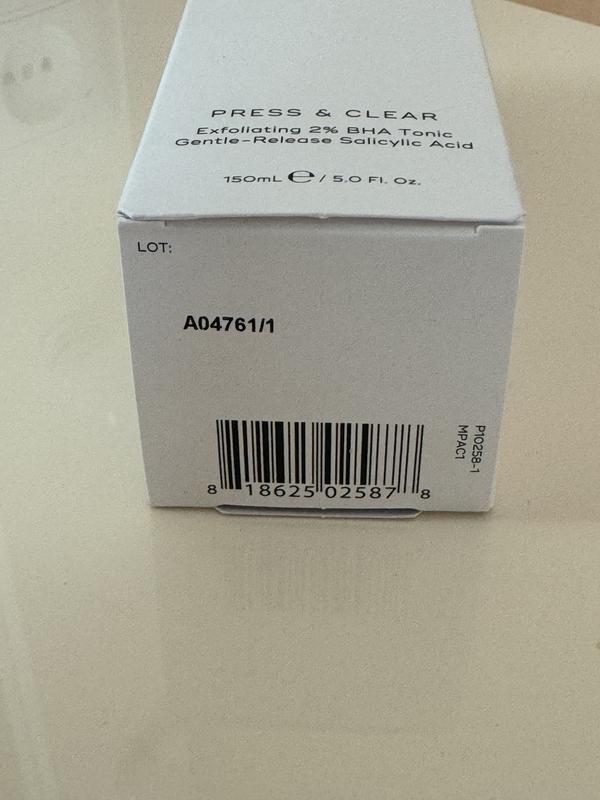 PRESS & CLEAR
Exfoliating 2% BHA Tonic
Gentle-Release Salicylic Acid
150mL ℮ / 5.0 Fl. Oz.
LOT:
A04761/1
8 18625 02587 8
P10258-1
MPAC1